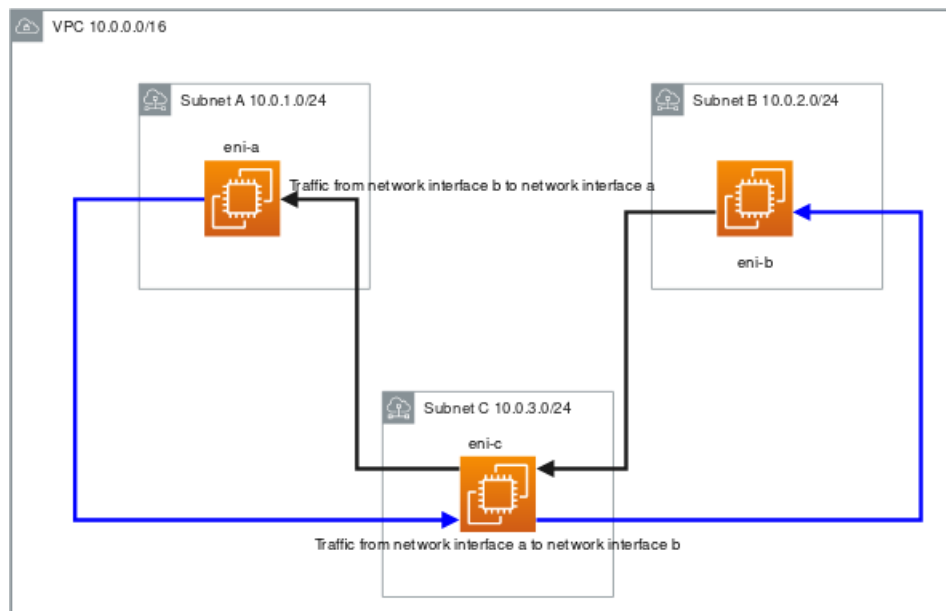 VPC 10.0.0.0/16
Subnet A 10.0.1.0/24
Subnet B 10.0.2.0/24
eni-a
Traffic from network interface b to network interface a
eni-b
Subnet C 10.0.3.0/24
eni-c
Traffic from network interface a to network interface b